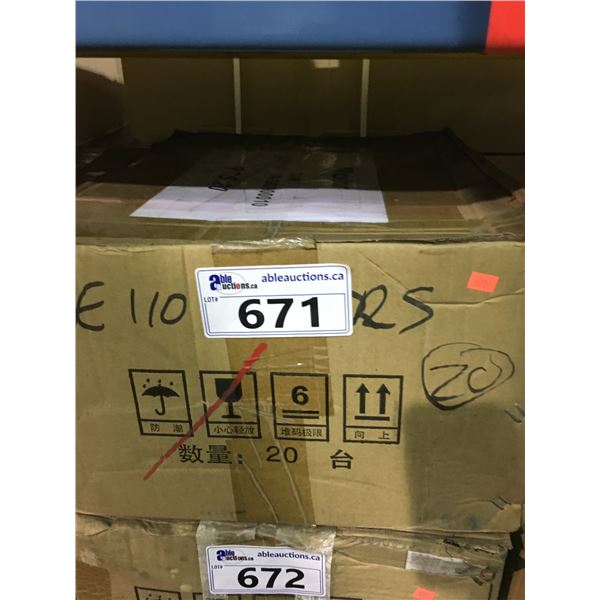 ableauctions.ca
able auctions.ca
LOT#
671
E 110
20
6
防潮 小心轻放 堆码极限 向上
数量: 20 台
ableauctions.ca
able auctions.ca
LOT#
672